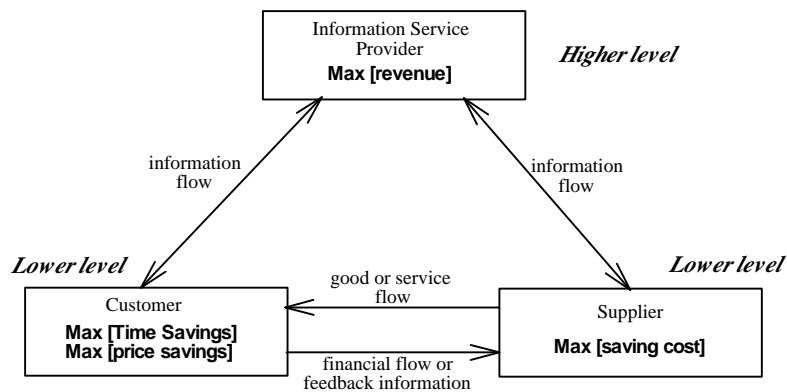 Information Service
Provider
Max [revenue]
Higher level
information
flow
information
flow
Lower level
Lower level
good or service
flow
Customer
Max [Time Savings]
Max [price savings]
Supplier
Max [saving cost]
financial flow or
feedback information